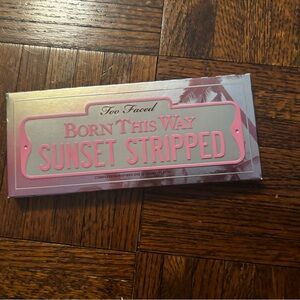 Too Faced
BORN THIS WAY
SUNSET STRIPPED